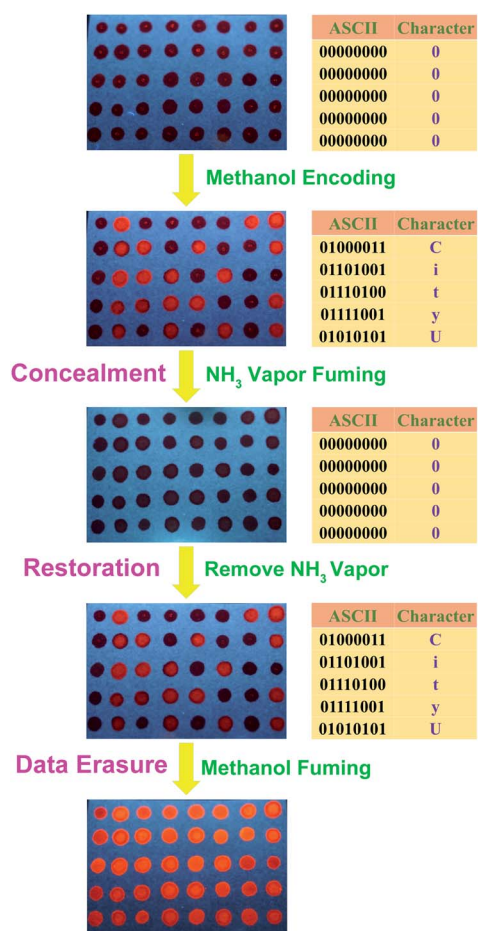 ASCII Character
00000000 0
00000000 0
00000000 0
00000000 0
00000000 0
Methanol Encoding
ASCII Character
01000011 C
01101001 i
01110100 t
01111001 y
01010101 U
Concealment NH₃ Vapor Fuming
ASCII Character
00000000 0
00000000 0
00000000 0
00000000 0
00000000 0
Restoration Remove NH₃ Vapor
ASCII Character
01000011 C
01101001 i
01110100 t
01111001 y
01010101 U
Data Erasure Methanol Fuming